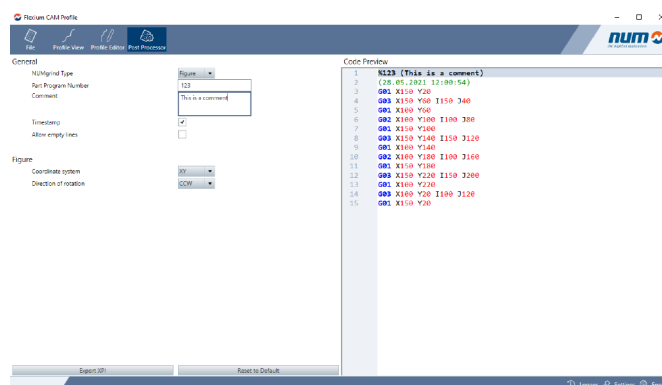 Flexium CAM Profile
File
Profile View
Profile Editor
Post Processor
num
General
NUMgrind Type
Figure
Part Program Number
123
Comment
This is a comment
Timestamp
Allow empty lines
Figure
Coordinate system
XY
Direction of rotation
CCW
Export XPI
Reset to Default
Code Preview
1 %123 (This is a comment)
2 (28.05.2021 12:00:54)
3 G01 X150 Y20
4 G03 X150 Y60 I150 J40
5 G01 X100 Y60
6 G02 X100 Y100 I100 J80
7 G01 X150 Y100
8 G03 X150 Y140 I150 J120
9 G01 X100 Y140
10 G02 X100 Y180 I100 J160
11 G01 X150 Y180
12 G03 X150 Y220 I150 J200
13 G01 X100 Y220
14 G03 X100 Y20 I100 J120
15 G01 X150 Y20